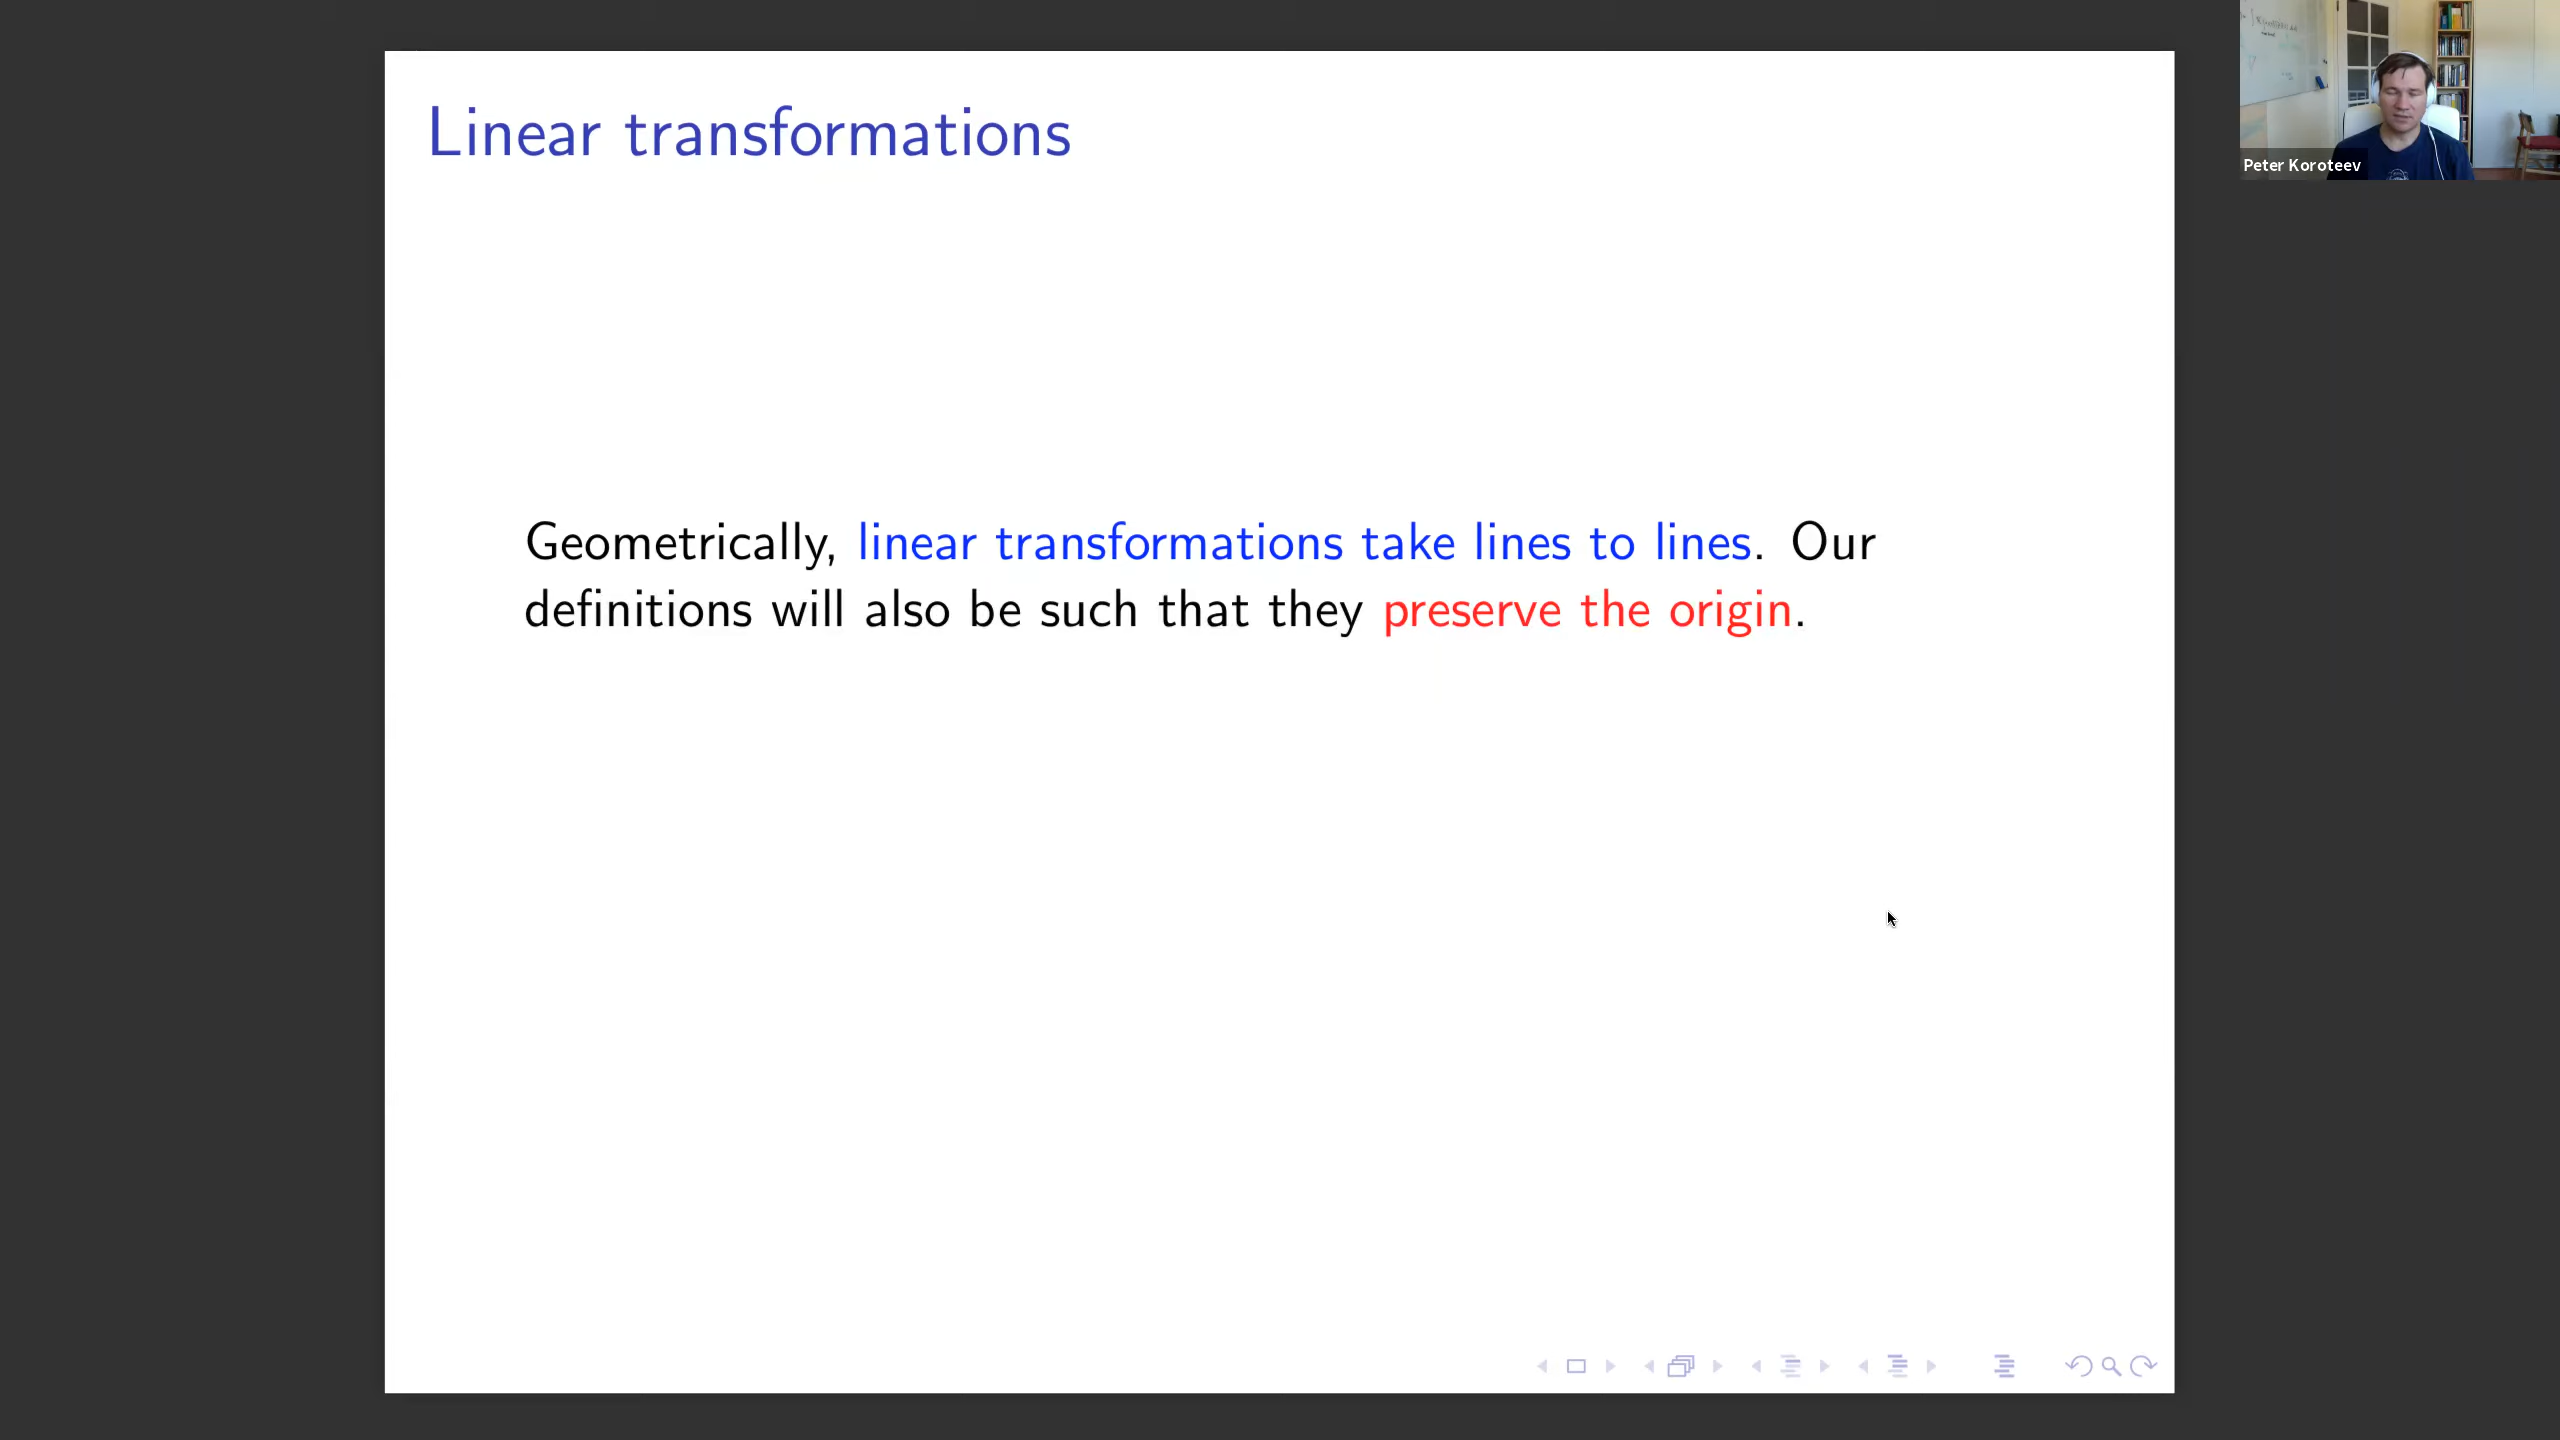 Linear transformations
Geometrically, linear transformations take lines to lines. Our
definitions will also be such that they preserve the origin.
Peter Koroteev